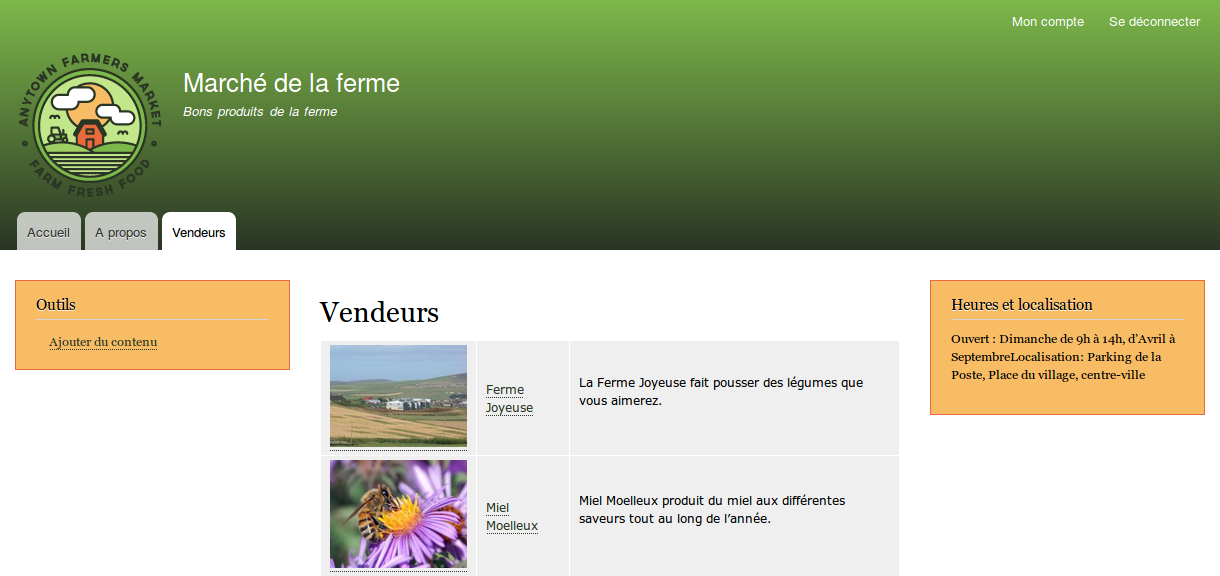 Mon compte Se déconnecter
ANYTOWN FARMERS MARKET
FARM FRESH FOOD
Marché de la ferme
Bons produits de la ferme
Accueil A propos Vendeurs
Outils
Ajouter du contenu
Vendeurs
Ferme
Joyeuse
La Ferme Joyeuse fait pousser des légumes que
vous aimerez.
Miel
Moelleux
Miel Moelleux produit du miel aux différentes
saveurs tout au long de l’année.
Heures et localisation
Ouvert : Dimanche de 9h à 14h, d’Avril à
SeptembreLocalisation: Parking de la
Poste, Place du village, centre-ville